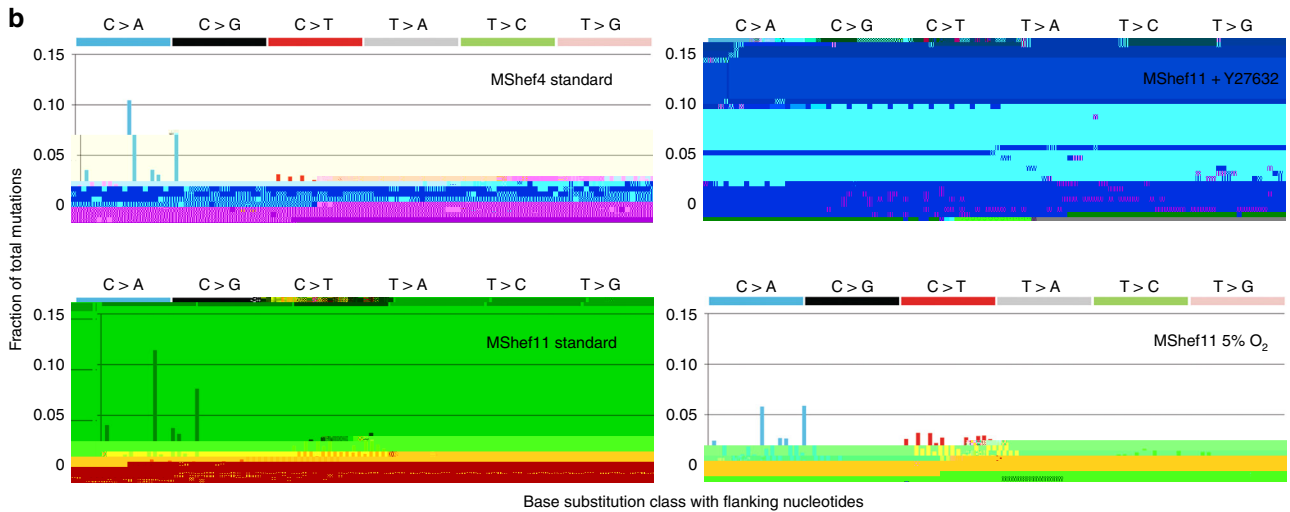 b
C > A C > G C > T T > A T > C T > G
0.15
MShef4 standard
0.10
0.05
0
C > A C > G C > T T > A T > C T > G
0.15
MShef11 + Y27632
0.10
0.05
0
Fraction of total mutations
C > A C > G C > T T > A T > C T > G
0.15
MShef11 standard
0.10
0.05
0
C > A C > G C > T T > A T > C T > G
0.15
MShef11 5% O2
0.10
0.05
0
Base substitution class with flanking nucleotides